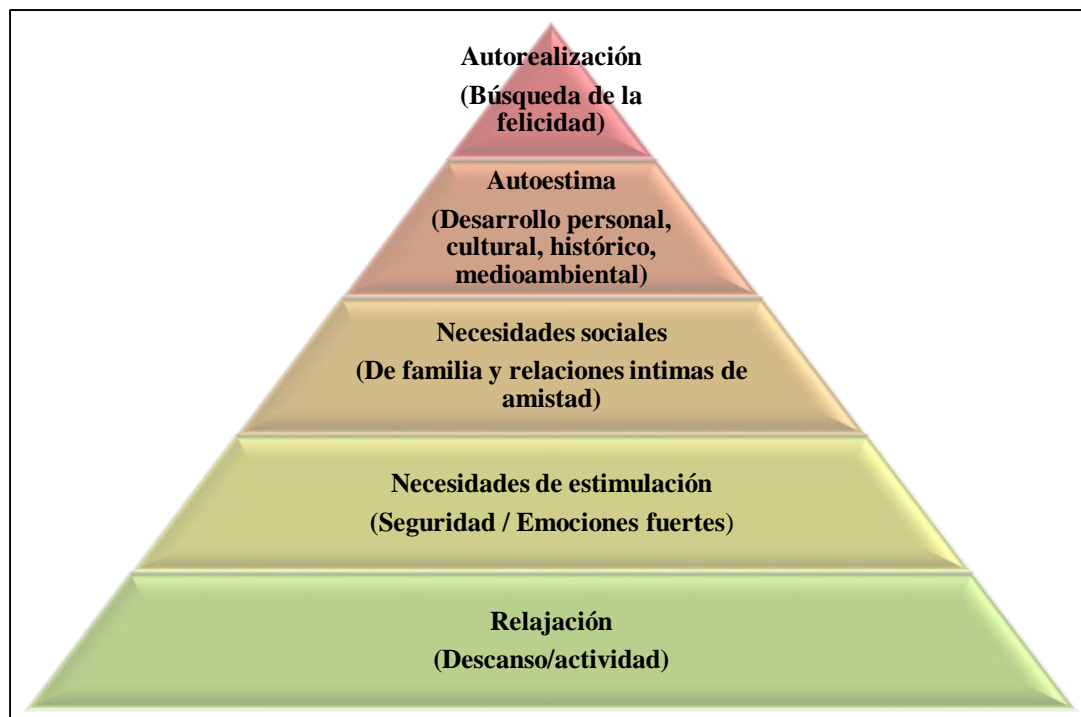 Autorealización
(Búsqueda de la
felicidad)
Autoestima
(Desarrollo personal,
cultural, histórico,
medioambiental)
Necesidades sociales
(De familia y relaciones intimas de
amistad)
Necesidades de estimulación
(Seguridad / Emociones fuertes)
Relajación
(Descanso/actividad)